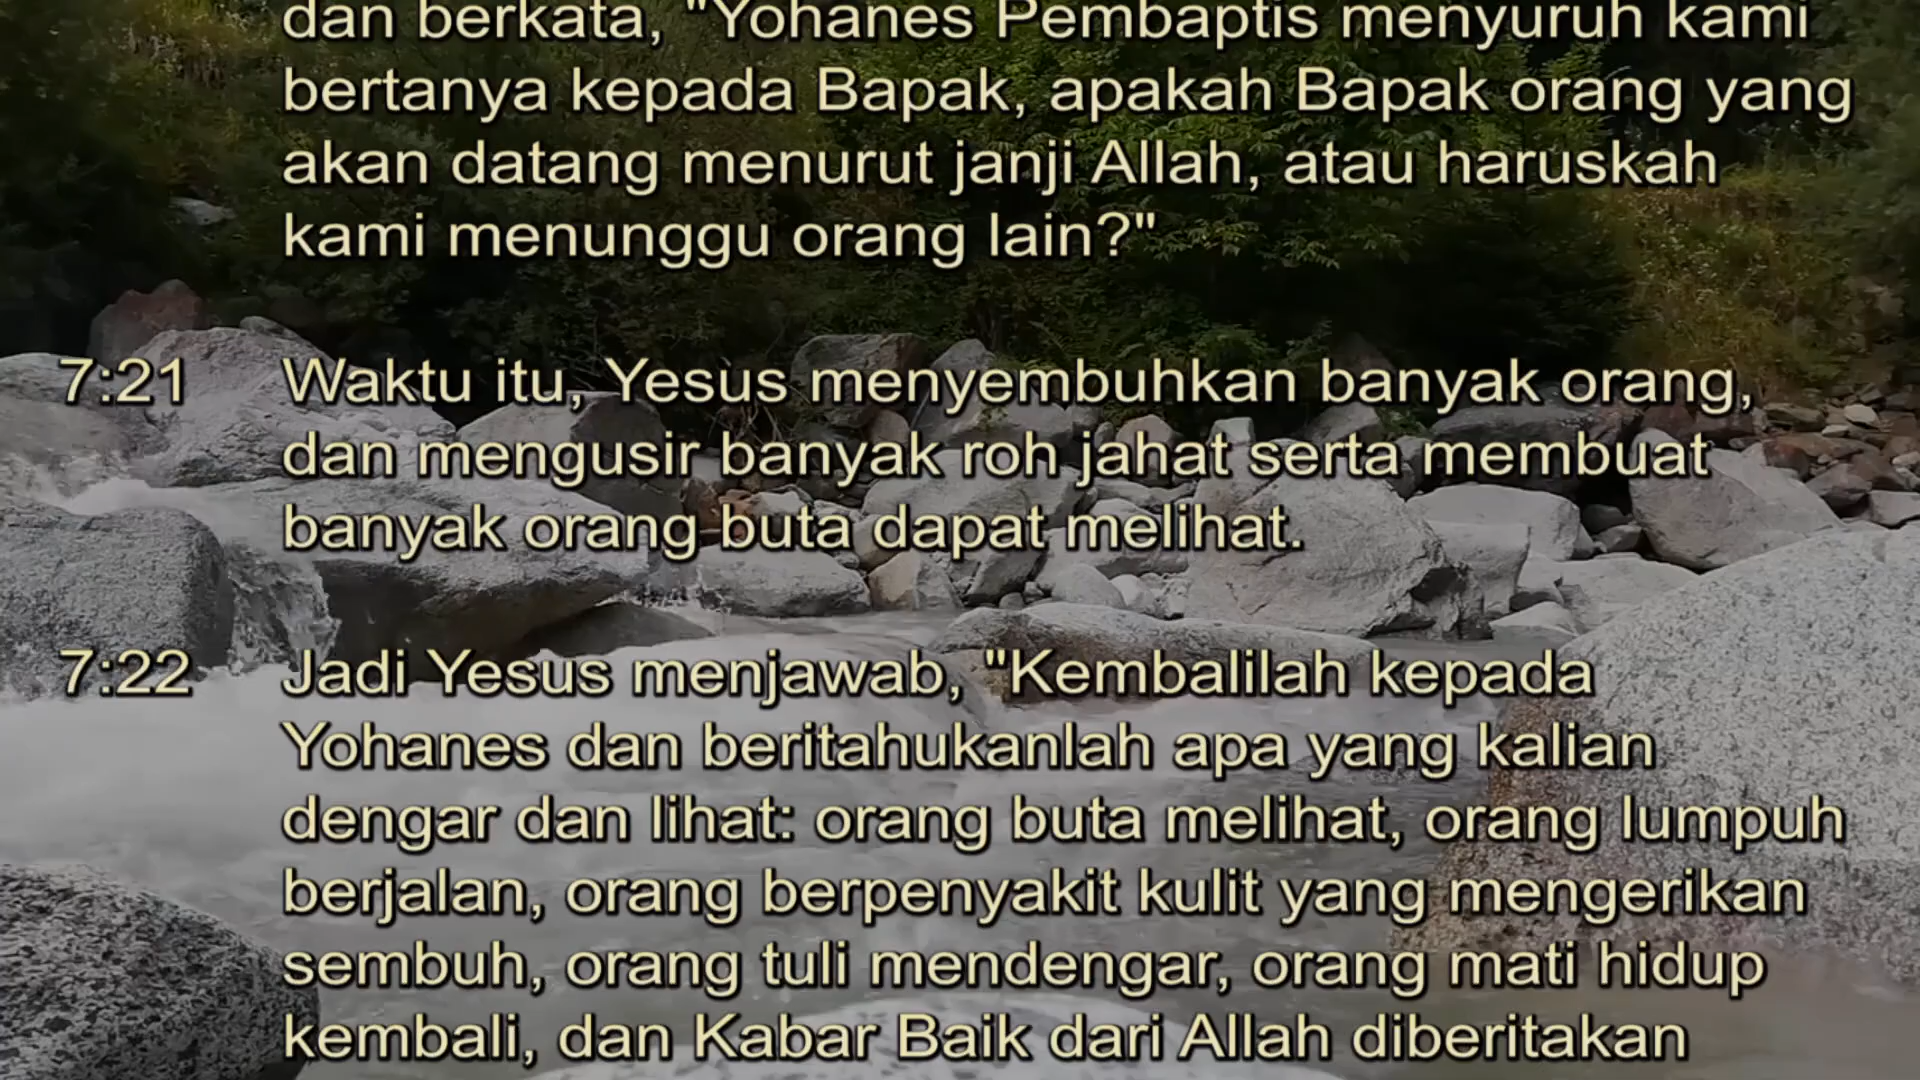 dan berkata, "Yohanes Pembaptis menyuruh kami
bertanya kepada Bapak, apakah Bapak orang yang
akan datang menurut janji Allah, atau haruskah
kami menunggu orang lain?"
7:21 Waktu itu, Yesus menyembuhkan banyak orang,
dan mengusir banyak roh jahat serta membuat
banyak orang buta dapat melihat.
7:22 Jadi Yesus menjawab, "Kembalilah kepada
Yohanes dan beritahukanlah apa yang kalian
dengar dan lihat: orang buta melihat, orang lumpuh
berjalan, orang berpenyakit kulit yang mengerikan
sembuh, orang tuli mendengar, orang mati hidup
kembali, dan Kabar Baik dari Allah diberitakan